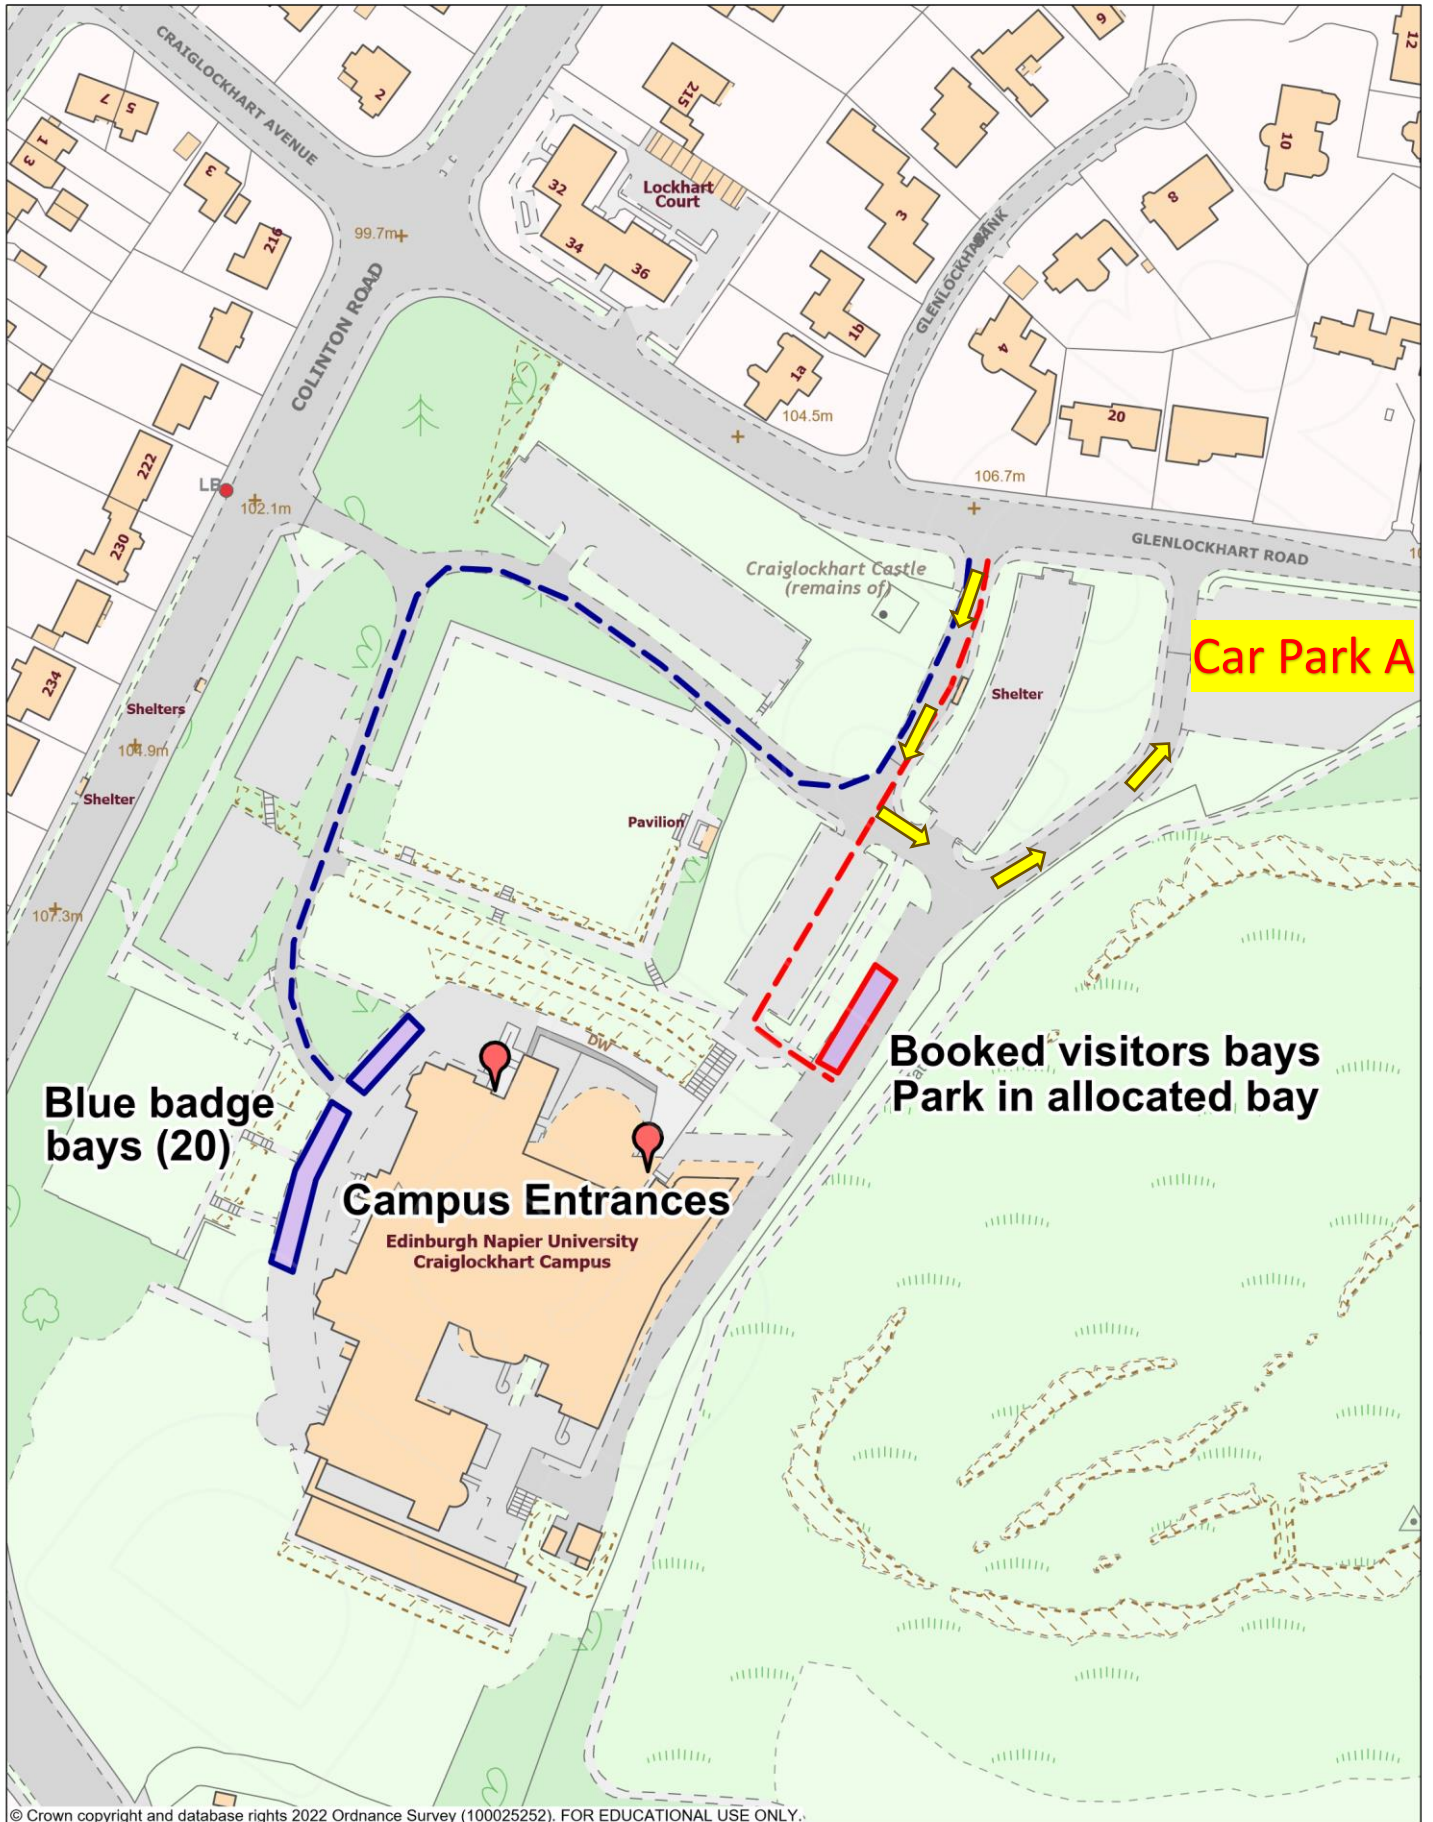 CRAIGLOCKHART AVENUE
2
6
12
7
5
1
3
3
216
215
Lockhart
Court
32
34
36
3
10
8
GLENLOCKHART
BANK
99.7m
COLINTON ROAD
1b
1a
4
20
104.5m
222
LB
102.1m
230
106.7m
GLENLOCKHART ROAD
Craiglockhart Castle
(remains of)
Car Park A
234
Shelter
Shelters
104.9m
Shelter
Pavilion
107.3m
DW
Booked visitors bays
Park in allocated bay
Blue badge
bays (20)
Campus Entrances
Edinburgh Napier University
Craiglockhart Campus
© Crown copyright and database rights 2022 Ordnance Survey (100025252). FOR EDUCATIONAL USE ONLY.